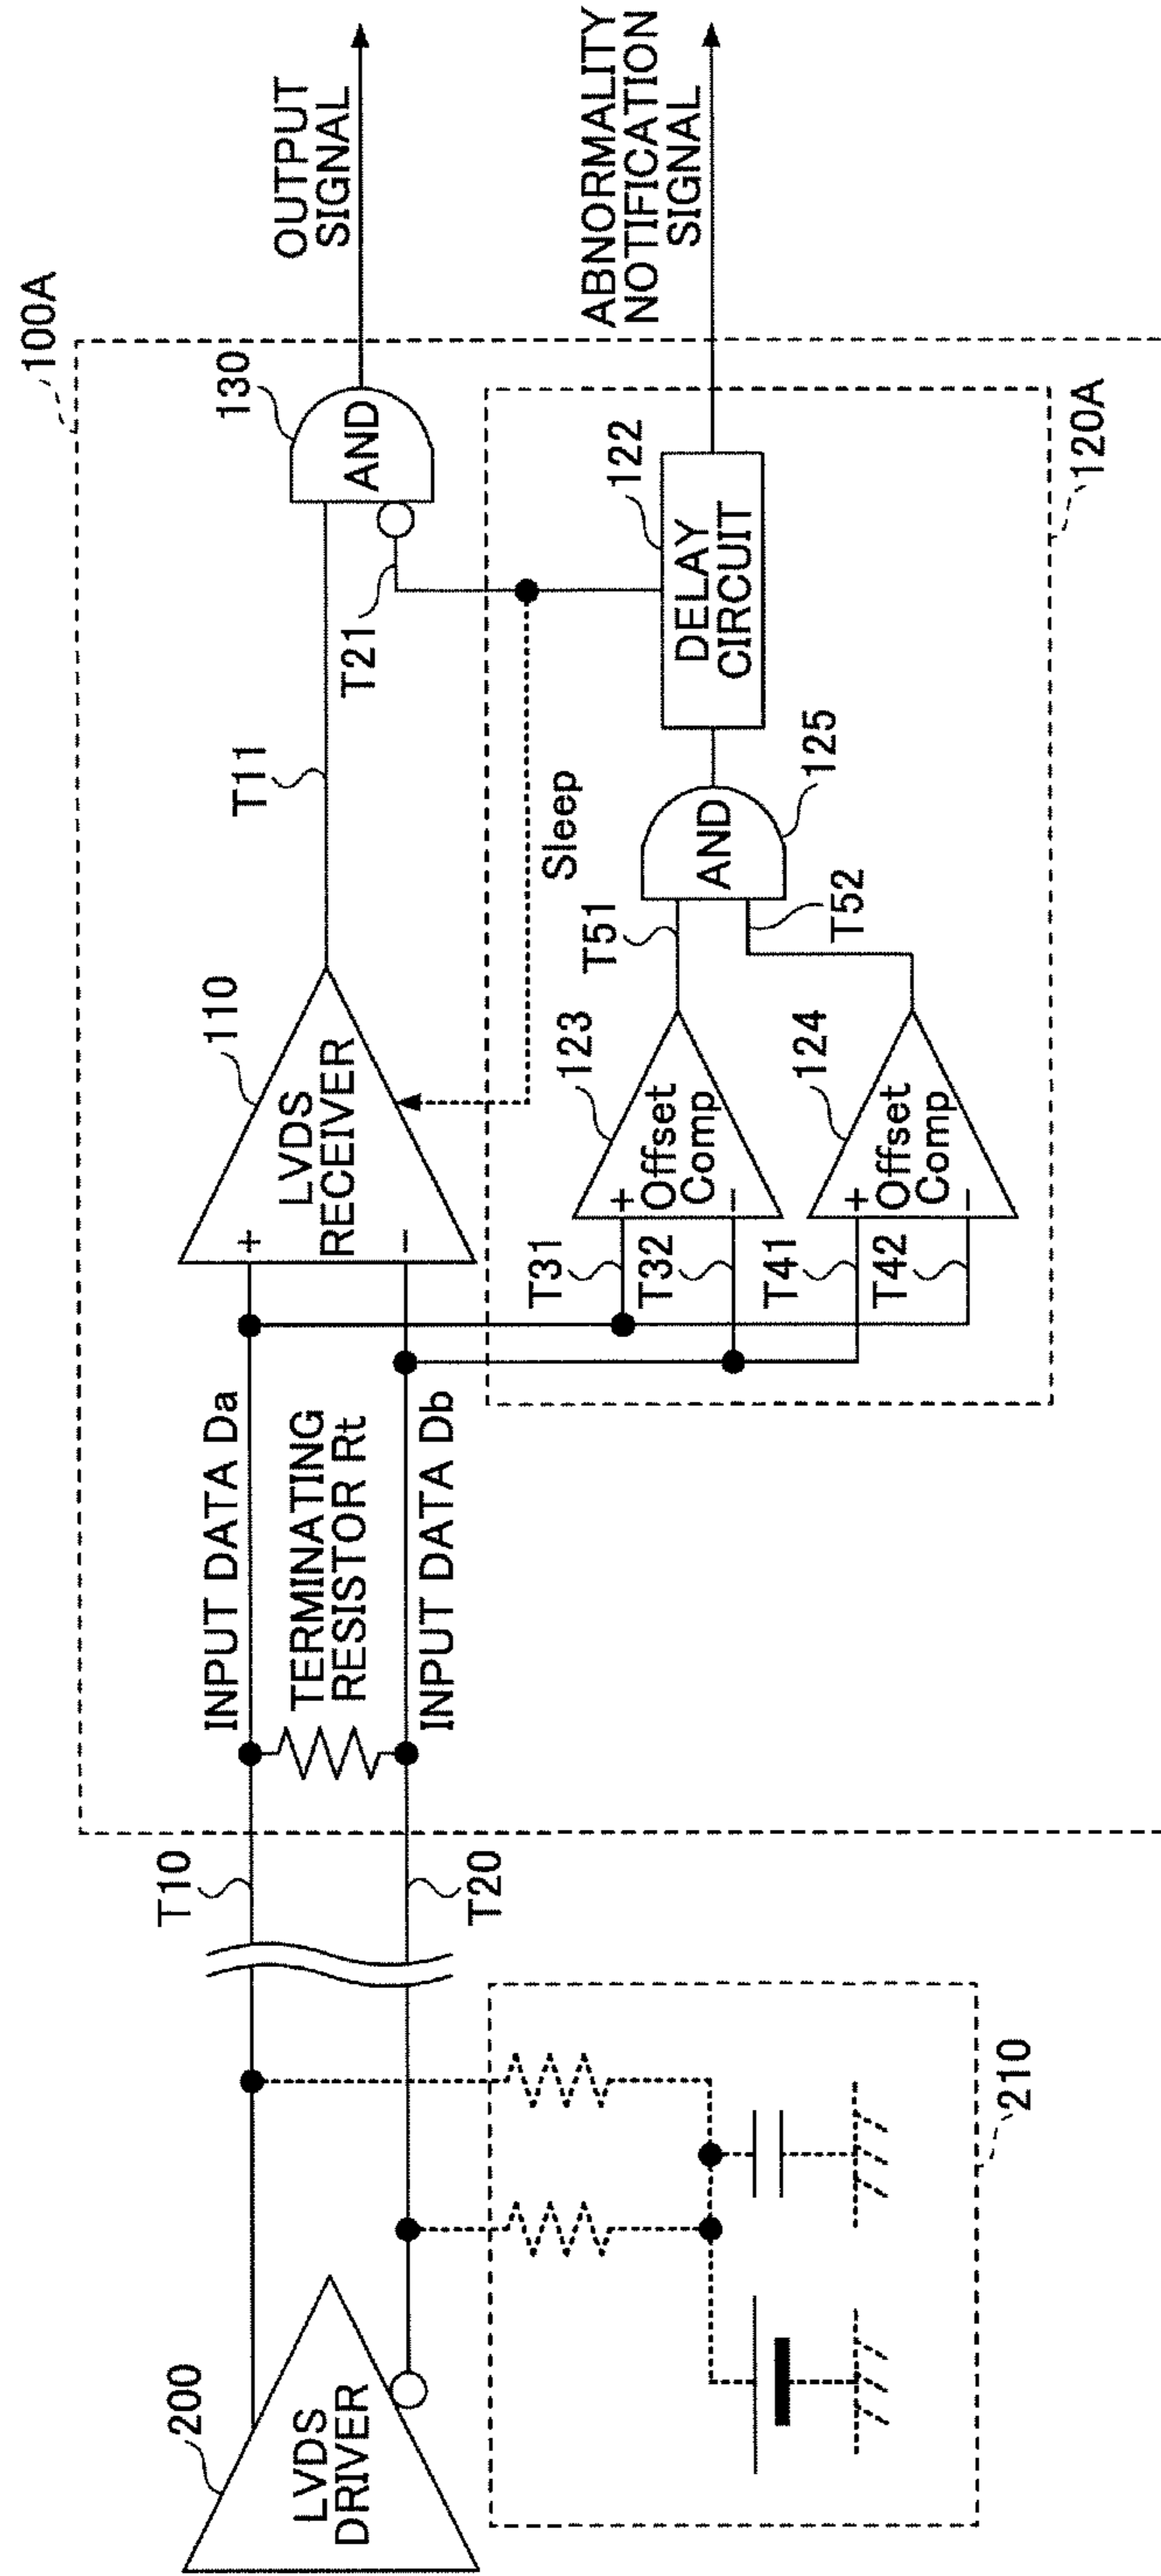 100A
OUTPUT
SIGNAL
130
AND
T11
T21
110
LVDS
RECEIVER
+
−
INPUT DATA Da
TERMINATING
RESISTOR Rt
INPUT DATA Db
T10
T20
200
LVDS
DRIVER
210
Sleep
ABNORMALITY
NOTIFICATION
SIGNAL
122
DELAY
CIRCUIT
125
AND
T51
T52
123
+
Offset
Comp
−
124
+
Offset
Comp
−
T31
T32
T41
T42
120A